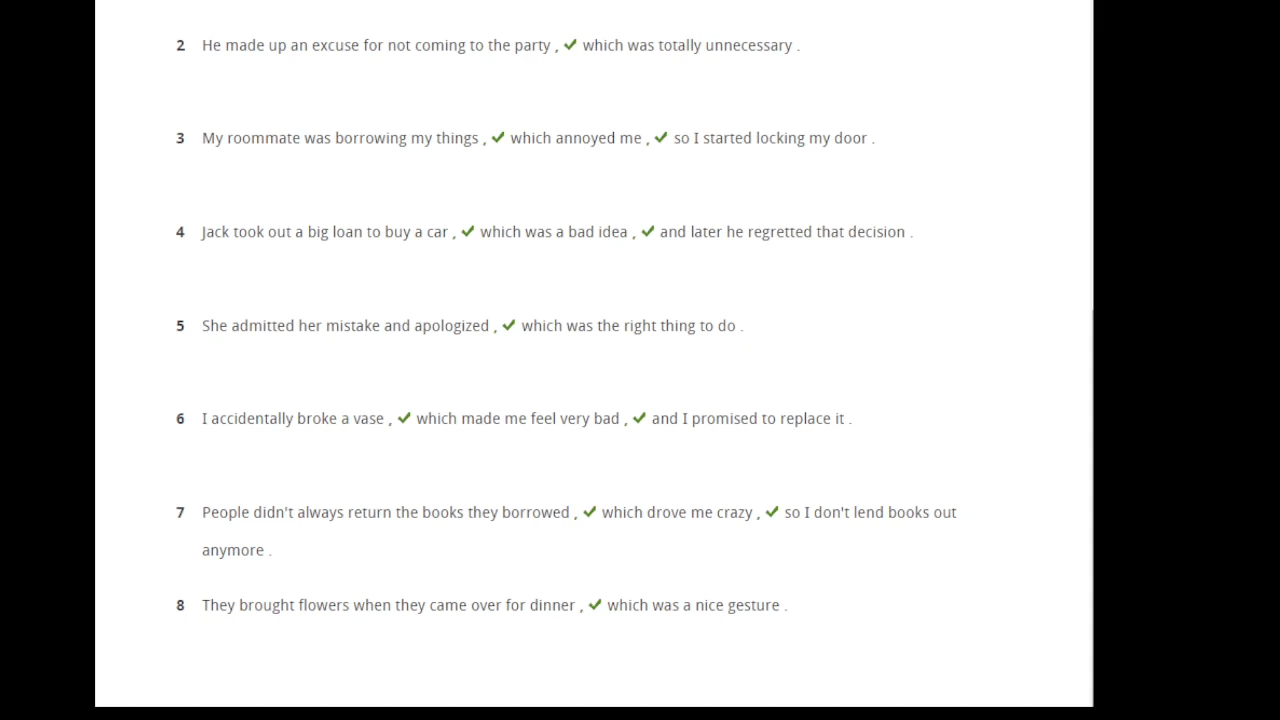 2 He made up an excuse for not coming to the party , ✔ which was totally unnecessary .
3 My roommate was borrowing my things , ✔ which annoyed me , ✔ so I started locking my door .
4 Jack took out a big loan to buy a car , ✔ which was a bad idea , ✔ and later he regretted that decision .
5 She admitted her mistake and apologized , ✔ which was the right thing to do .
6 I accidentally broke a vase , ✔ which made me feel very bad , ✔ and I promised to replace it .
7 People didn't always return the books they borrowed , ✔ which drove me crazy , ✔ so I don't lend books out
anymore .
8 They brought flowers when they came over for dinner , ✔ which was a nice gesture .